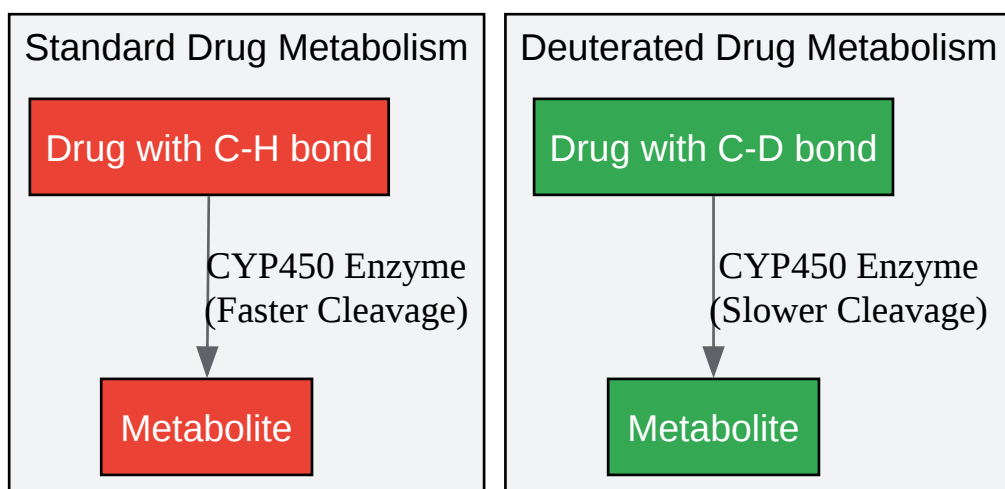 Standard Drug Metabolism
Drug with C-H bond
CYP450 Enzyme
(Faster Cleavage)
Metabolite
Deuterated Drug Metabolism
Drug with C-D bond
CYP450 Enzyme
(Slower Cleavage)
Metabolite